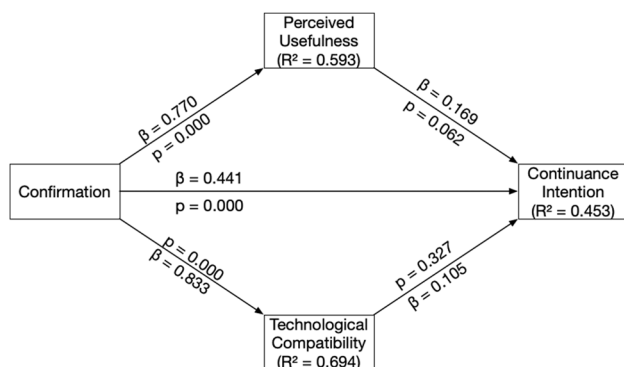 Perceived
Usefulness
(R² = 0.593)
β = 0.770
p = 0.000
β = 0.169
p = 0.062
Confirmation
β = 0.441
p = 0.000
Continuance
Intention
(R² = 0.453)
p = 0.000
β = 0.833
p = 0.327
β = 0.105
Technological
Compatibility
(R² = 0.694)